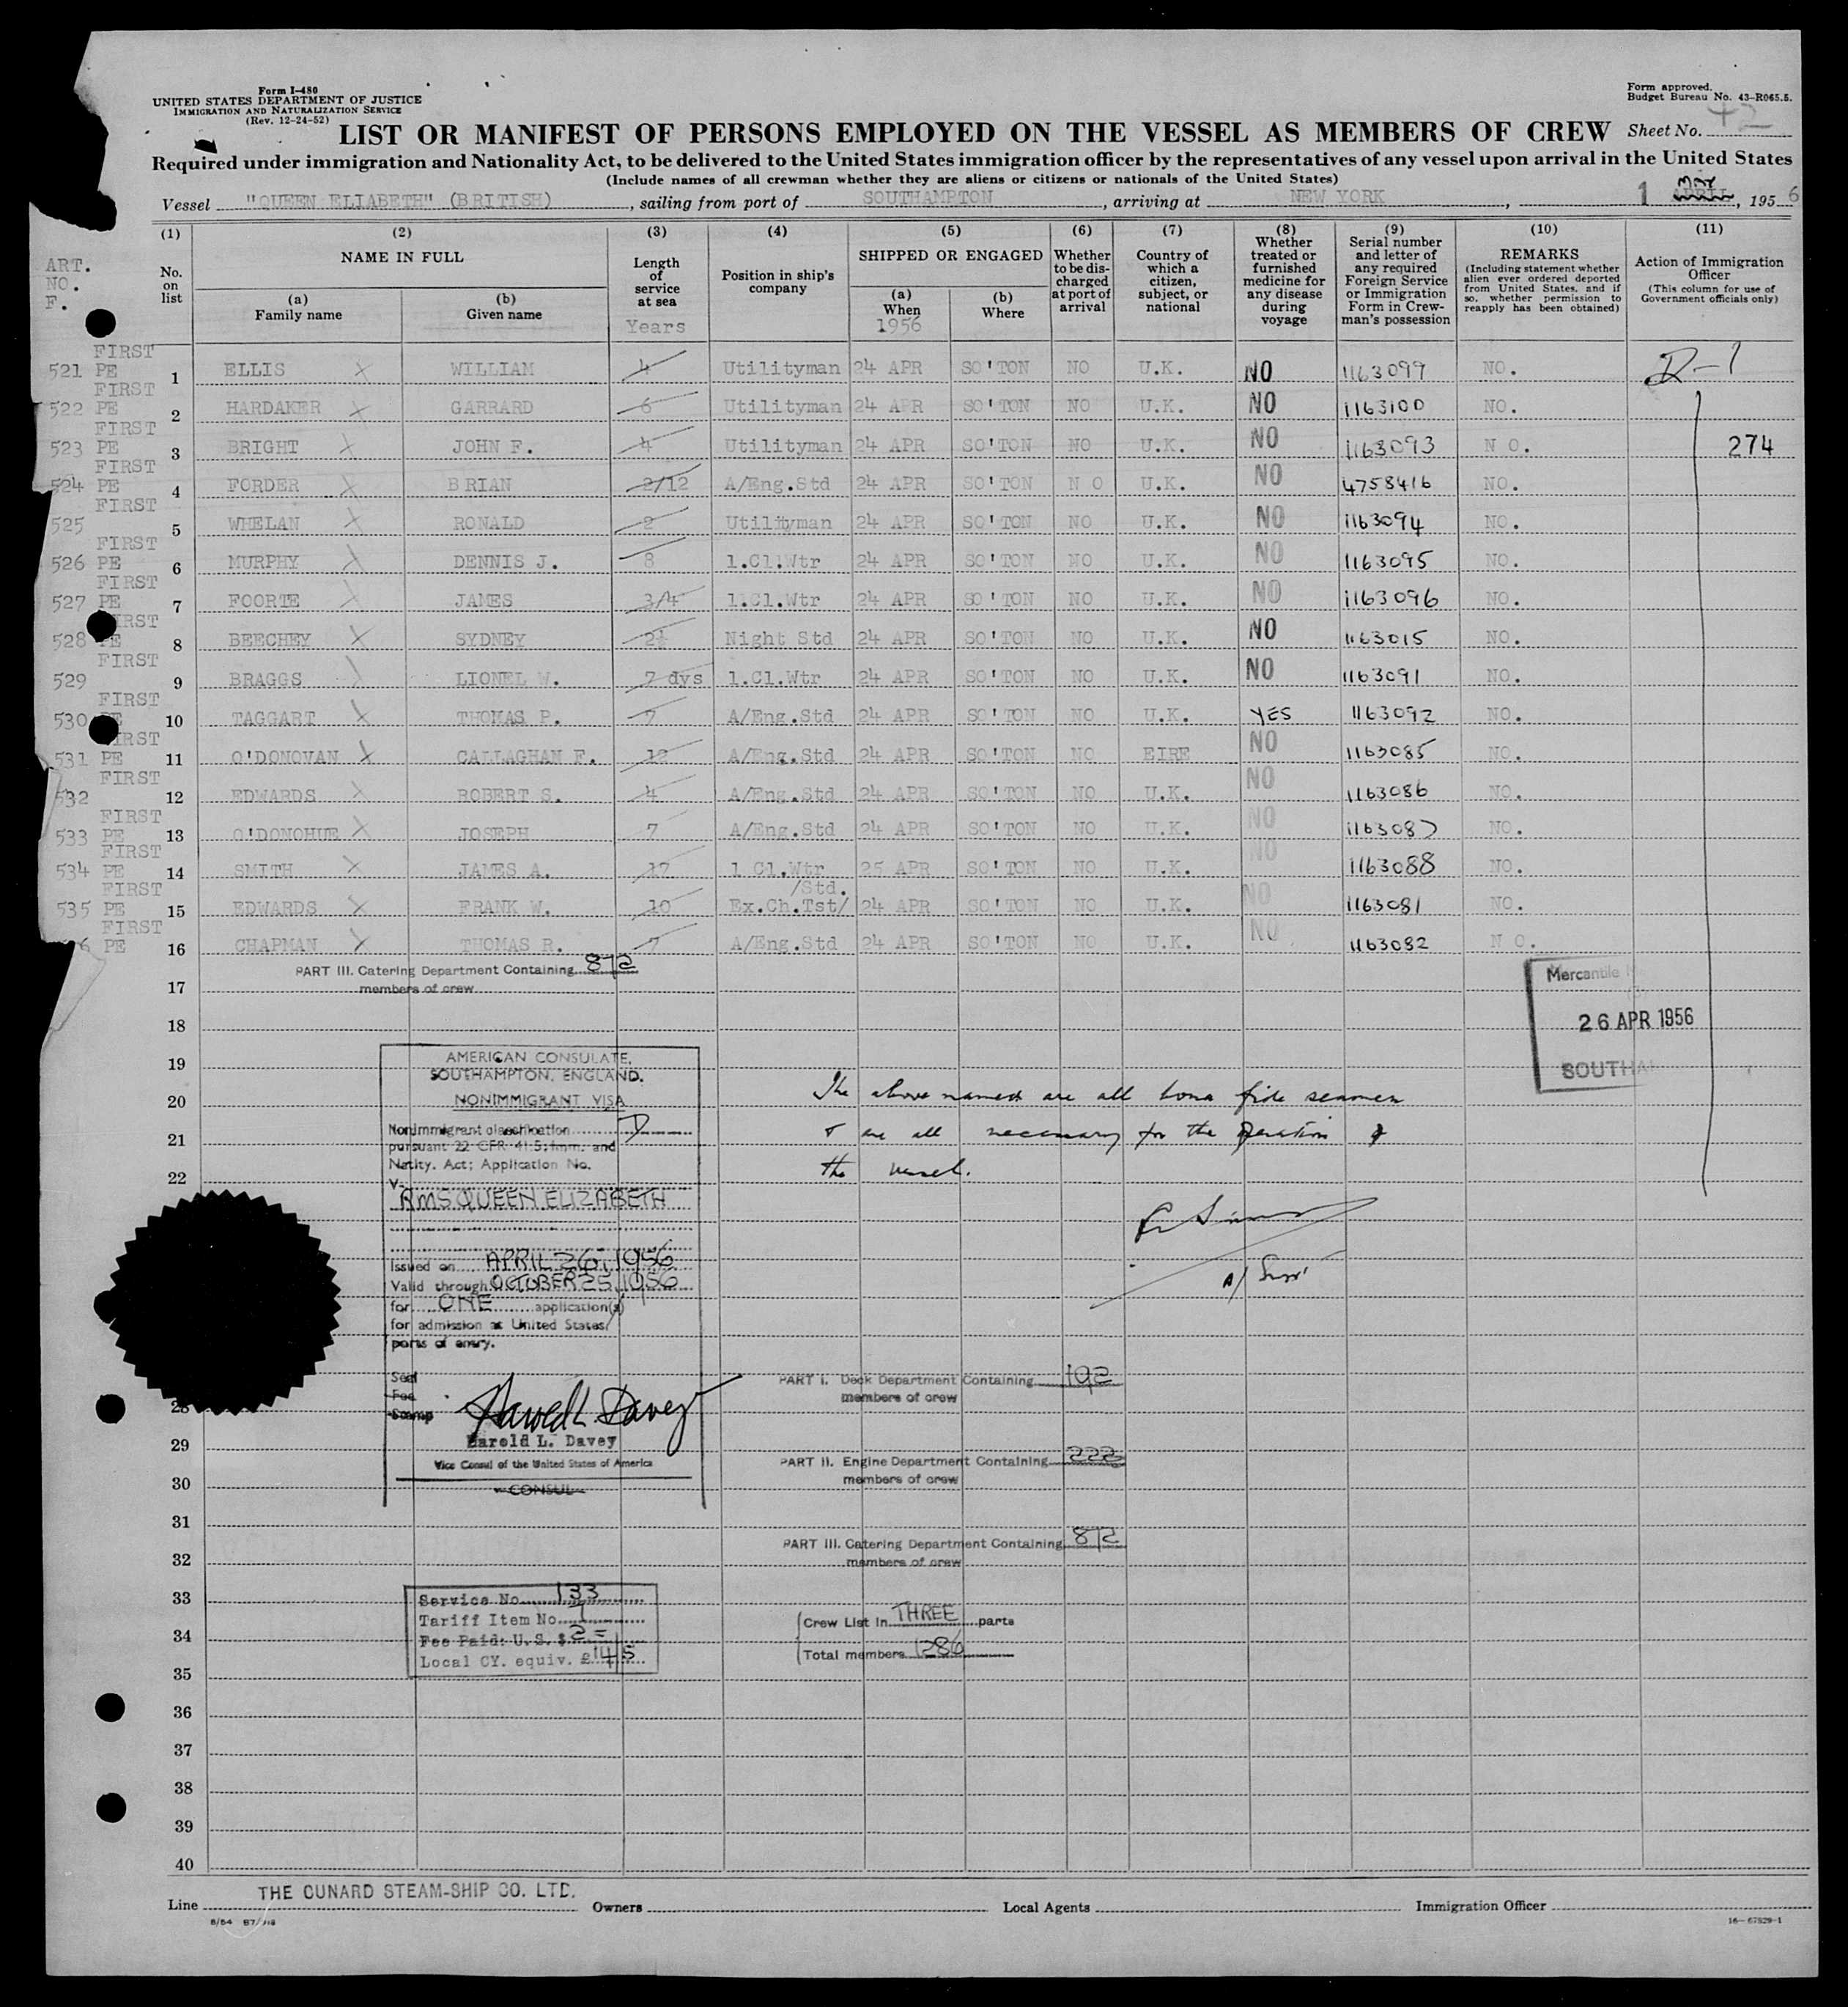 Form I-480
UNITED STATES DEPARTMENT OF JUSTICE
IMMIGRATION AND NATURALIZATION SERVICE
(Rev. 12-24-52)
Form approved.
Budget Bureau No. 43-R065.5.
LIST OR MANIFEST OF PERSONS EMPLOYED ON THE VESSEL AS MEMBERS OF CREW Sheet No. 42
Required under immigration and Nationality Act, to be delivered to the United States immigration officer by the representatives of any vessel upon arrival in the United States
(Include names of all crewman whether they are aliens or citizens or nationals of the United States)
Vessel "QUEEN ELIABETH" (BRITISH), sailing from port of SOUTHAMPTON, arriving at NEW YORK, 1 MAY APRIL, 1956
ART. NO. F.
(1) No. on list
(2) NAME IN FULL (a) Family name (b) Given name
(3) Length of service at sea Years
(4) Position in ship's company
(5) SHIPPED OR ENGAGED (a) When 1956 (b) Where
(6) Whether to be discharged at port of arrival
(7) Country of which a citizen, subject, or national
(8) Whether treated or furnished medicine for any disease during voyage
(9) Serial number and letter of any required Foreign Service or Immigration Form in Crewman's possession
(10) REMARKS (Including statement whether alien ever ordered deported from United States, and if so, whether permission to reapply has been obtained)
(11) Action of Immigration Officer (This column for use of Government officials only)
FIRST
521 PE 1 ELLIS X WILLIAM 4 Utilityman 24 APR SO'TON NO U.K. NO 1163099 NO. D-1
FIRST
522 PE 2 HARDAKER X GARRARD 6 Utilityman 24 APR SO'TON NO U.K. NO 1163100 NO.
FIRST
523 PE 3 BRIGHT X JOHN F. 4 Utilityman 24 APR SO'TON NO U.K. NO 1163093 N O. 274
FIRST
524 PE 4 FORDER X BRIAN 2/12 A/Eng.Std 24 APR SO'TON N O U.K. NO 4758416 NO.
FIRST
525 5 WHELAN X RONALD 2 Utilityman 24 APR SO'TON NO U.K. NO 1163094 NO.
FIRST
526 PE 6 MURPHY X DENNIS J. 8 1.Cl.Wtr 24 APR SO'TON NO U.K. NO 1163095 NO.
FIRST
527 PE 7 FOORTE X JAMES 3/4 1.Cl.Wtr 24 APR SO'TON NO U.K. NO 1163096 NO.
FIRST
528 PE 8 BEECHEY X SYDNEY 2½ Night Std 24 APR SO'TON NO U.K. NO 1163015 NO.
FIRST
529 9 BRAGGS LIONEL W. 7 dys 1.Cl.Wtr 24 APR SO'TON NO U.K. NO 1163091 NO.
FIRST
530 PE 10 TAGGART X THOMAS P. 7 A/Eng.Std 24 APR SO'TON NO U.K. YES 1163092 NO.
FIRST
531 PE 11 O'DONOVAN X CALLAGHAN F. 12 A/Eng.Std 24 APR SO'TON NO EIRE NO 1163085 NO.
FIRST
532 12 EDWARDS X ROBERT S. 4 A/Eng.Std 24 APR SO'TON NO U.K. NO 1163086 NO.
FIRST
533 PE 13 O'DONOHUE X JOSEPH 7 A/Eng.Std 24 APR SO'TON NO U.K. NO 1163087 NO.
FIRST
534 PE 14 SMITH X JAMES A. 17 1 Cl.Wtr 25 APR SO'TON NO U.K. NO 1163088 NO.
FIRST /Std.
535 PE 15 EDWARDS X FRANK W. 10 Ex.Ch.Tst/ 24 APR SO'TON NO U.K. NO 1163081 NO.
FIRST
6 PE 16 CHAPMAN X THOMAS R. 7 A/Eng.Std 24 APR SO'TON NO U.K. NO 1163082 N O.
PART III. Catering Department Containing 872
members of crew
17
18
19
20
21
22
Mercantile
26 APR 1956
SOUTHA
AMERICAN CONSULATE,
SOUTHAMPTON, ENGLAND.
NONIMMIGRANT VISA
Nonimmigrant classification D
pursuant 22 CFR 41.5; Imm. and
Natity. Act; Application No.
V-
RMS QUEEN ELIZABETH
Issued on APRIL 26, 1956
Valid through OCTOBER 25, 1956
for ONE application(s)
for admission at United States
ports of entry.
Seal
Fee
Stamp
Harold L. Davey
Harold L. Davey
Vice Consul of the United States of America
CONSUL
The above named are all bona fide seamen
& are all necessary for the operation of
the vessel.
PART I. Deck Department Containing 192
members of crew
28
29
PART II. Engine Department Containing 222
members of crew
30
31
PART III. Catering Department Containing 872
members of crew
32
33
Service No. 133
Tariff Item No. 7
Fee Paid: U.S. $ 2 =
Local CY. equiv. £ 14/5
Crew List in THREE parts
Total members 1286
34
35
36
37
38
39
40
Line THE CUNARD STEAM-SHIP CO. LTD. Owners Local Agents Immigration Officer
16-67829-1